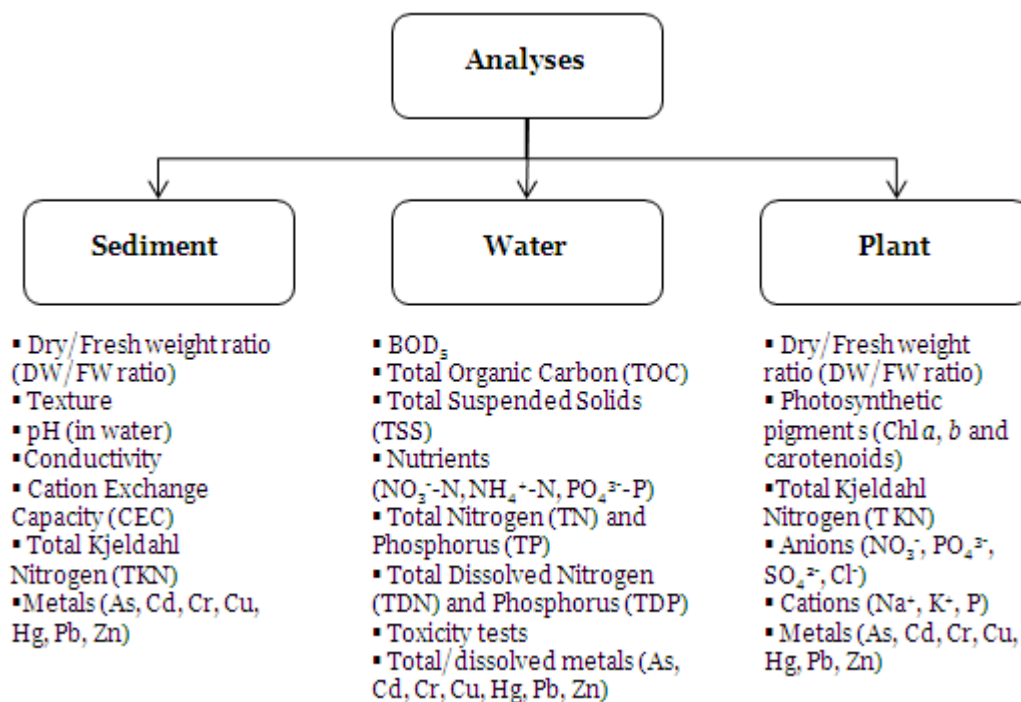 Analyses
Sediment
▪ Dry/Fresh weight ratio
(DW/FW ratio)
▪ Texture
▪ pH (in water)
▪Conductivity
▪ Cation Exchange
Capacity (CEC)
▪ Total Kjeldahl
Nitrogen (TKN)
▪Metals (As, Cd, Cr, Cu,
Hg, Pb, Zn)
Water
▪ BOD₅
▪ Total Organic Carbon (TOC)
▪ Total Suspended Solids
(TSS)
▪ Nutrients
(NO₃⁻-N, NH₄⁺-N, PO₄³⁻-P)
▪ Total Nitrogen (TN) and
Phosphorus (TP)
▪ Total Dissolved Nitrogen
(TDN) and Phosphorus (TDP)
▪ Toxicity tests
▪ Total/dissolved metals (As,
Cd, Cr, Cu, Hg, Pb, Zn)
Plant
▪ Dry/Fresh weight
ratio (DW/FW ratio)
▪ Photosynthetic
pigments (Chl a, b and
carotenoids)
▪Total Kjeldahl
Nitrogen (TKN)
▪ Anions (NO₃⁻, PO₄³⁻,
SO₄²⁻, Cl⁻)
▪ Cations (Na⁺, K⁺, P)
▪ Metals (As, Cd, Cr, Cu,
Hg, Pb, Zn)